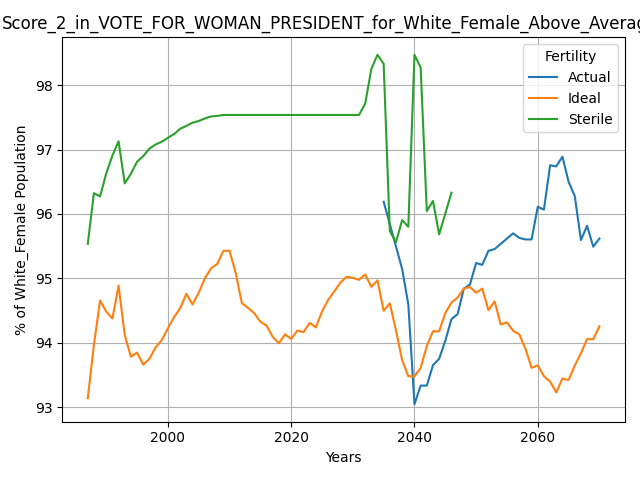 Score_2_in_VOTE_FOR_WOMAN_PRESIDENT_for_White_Female_Above_Averag
% of White_Female Population
98
97
96
95
94
93
Fertility
Actual
Ideal
Sterile
2000
2020
2040
2060
Years